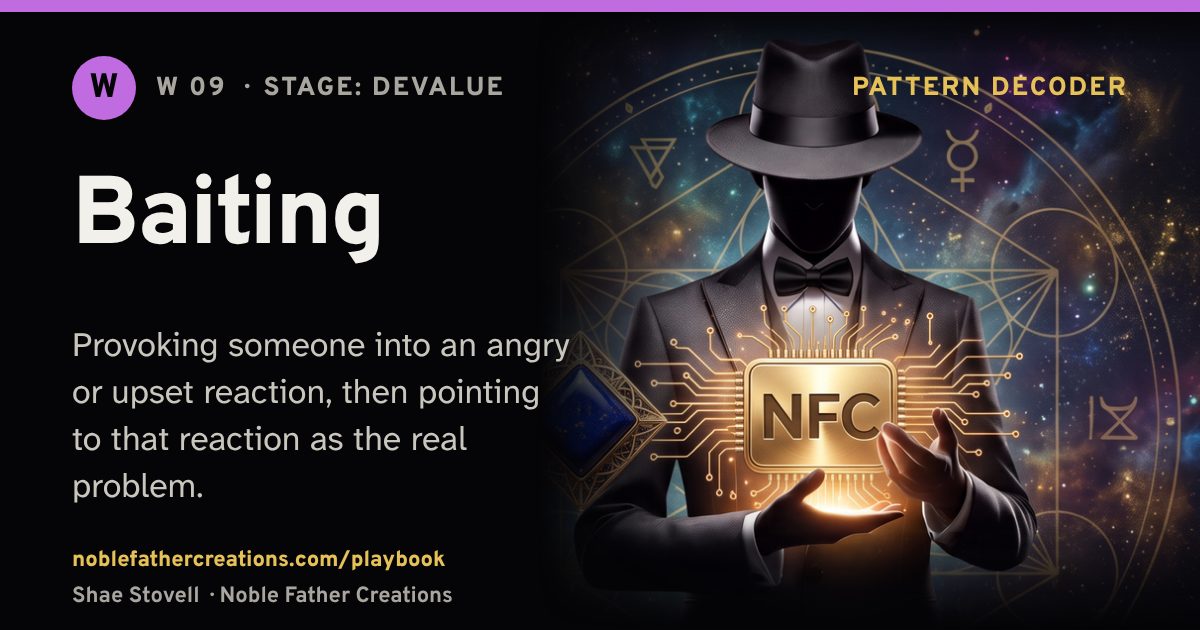 W
W 09 · STAGE: DEVALUE
PATTERN DECODER
Baiting
Provoking someone into an angry
or upset reaction, then pointing
to that reaction as the real
problem.
NFC
noblefathercreations.com/playbook
Shae Stovell · Noble Father Creations